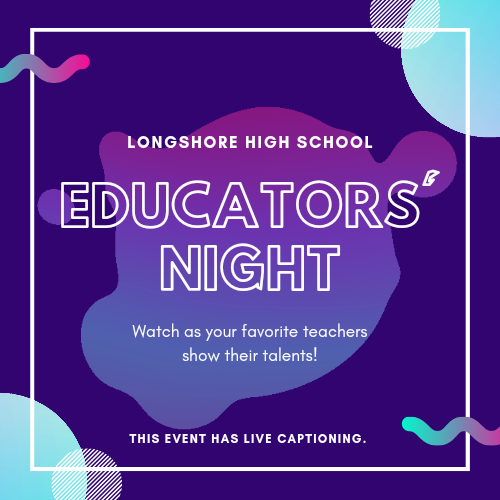 LONGSHORE HIGH SCHOOL
EDUCATORS'
NIGHT
Watch as your favorite teachers
show their talents!
THIS EVENT HAS LIVE CAPTIONING.